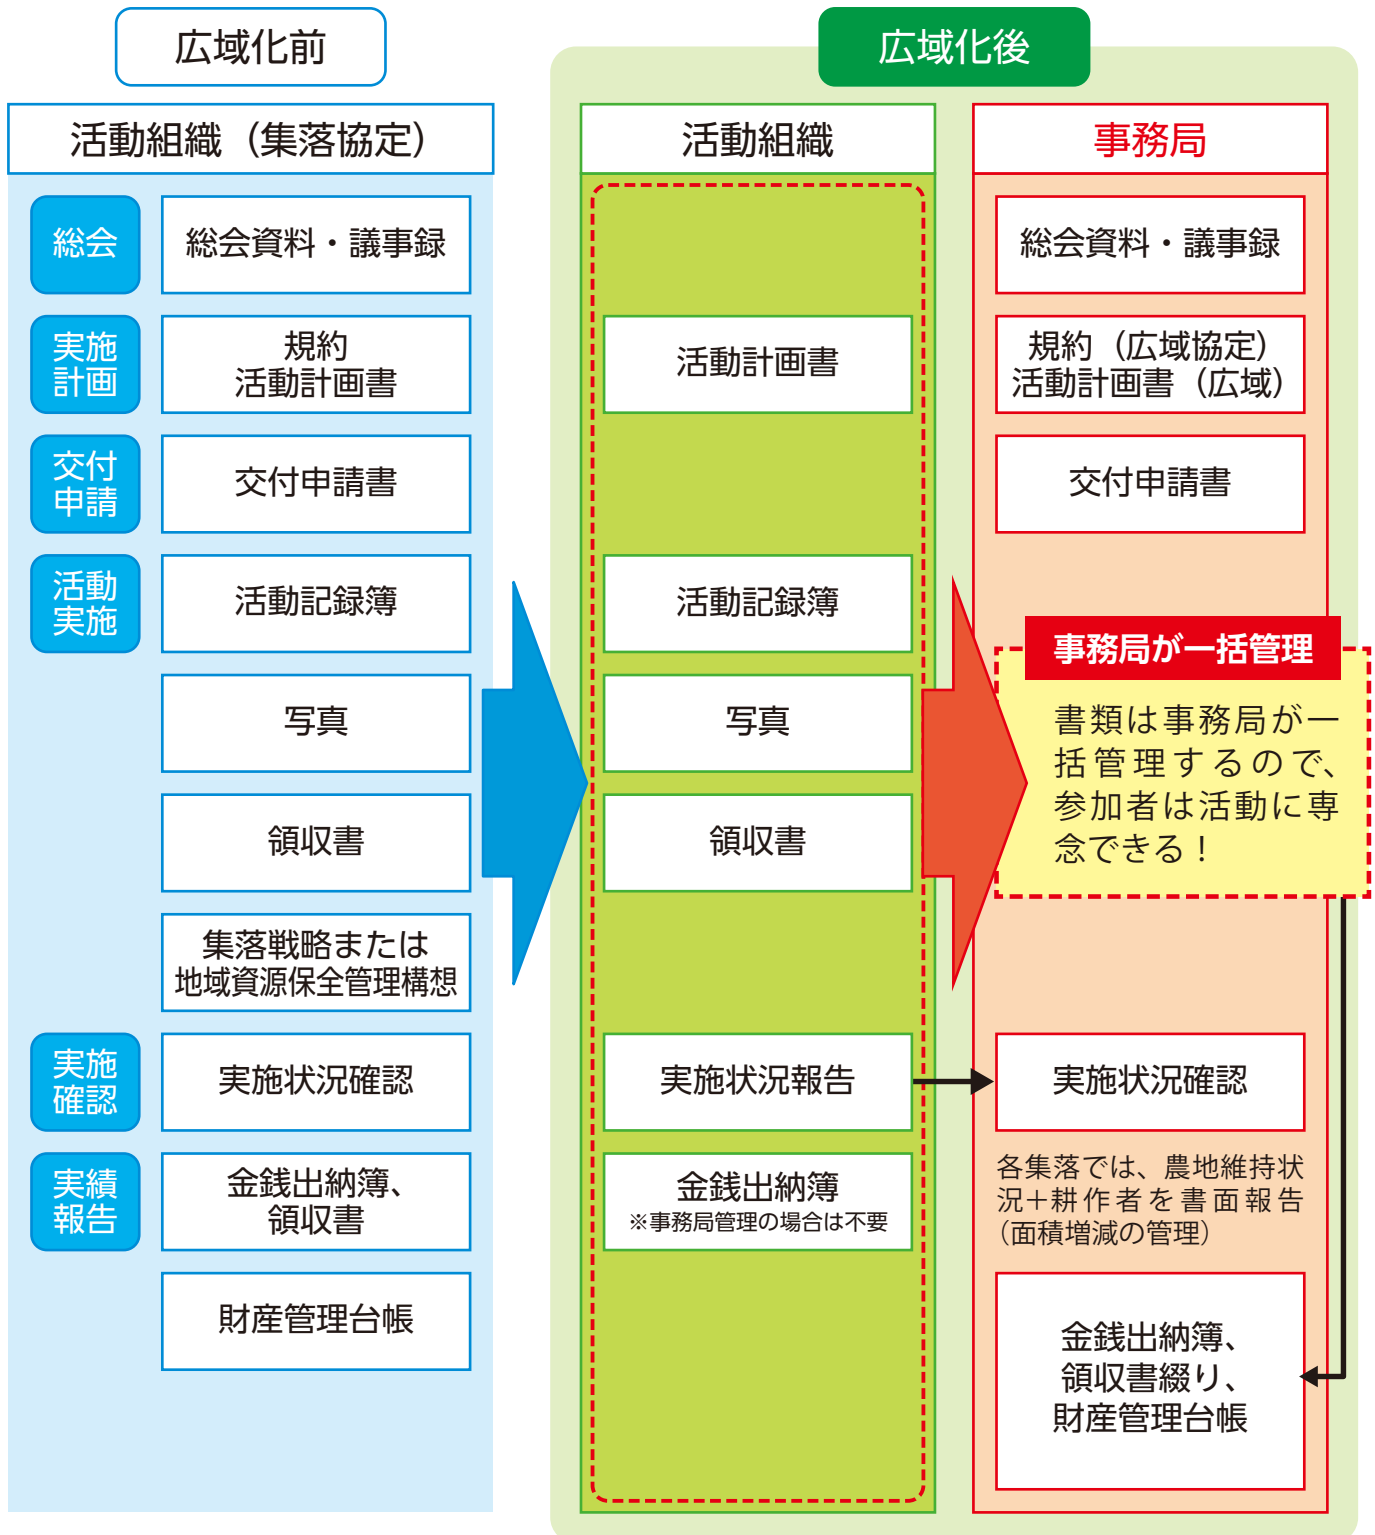 広域化前
活動組織（集落協定）
総会
総会資料・議事録
実施
計画
規約
活動計画書
交付
申請
交付申請書
活動
実施
活動記録簿
写真
領収書
集落戦略または
地域資源保全管理構想
実施
確認
実施状況確認
実績
報告
金銭出納簿、
領収書
財産管理台帳
広域化後
活動組織
活動計画書
活動記録簿
写真
領収書
実施状況報告
金銭出納簿
※事務局管理の場合は不要
事務局
総会資料・議事録
規約（広域協定）
活動計画書（広域）
交付申請書
事務局が一括管理
書類は事務局が一
括管理するので、
参加者は活動に専
念できる！
実施状況確認
各集落では、農地維持状
況＋耕作者を書面報告
（面積増減の管理）
金銭出納簿、
領収書綴り、
財産管理台帳